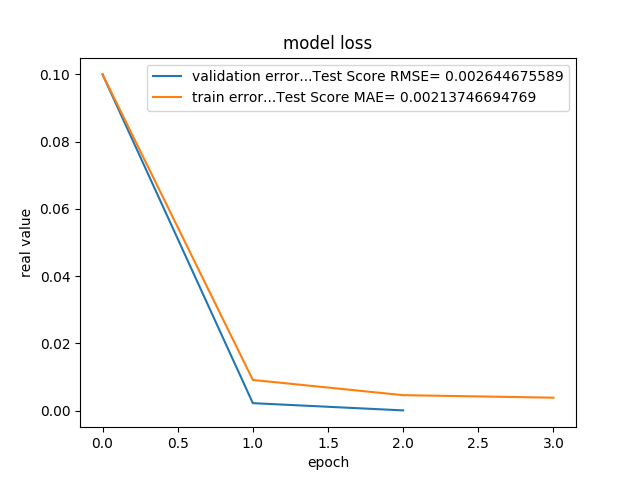 model loss
validation error...Test Score RMSE= 0.002644675589
train error...Test Score MAE= 0.00213746694769
real value
0.10
0.08
0.06
0.04
0.02
0.00
0.0 0.5 1.0 1.5 2.0 2.5 3.0
epoch